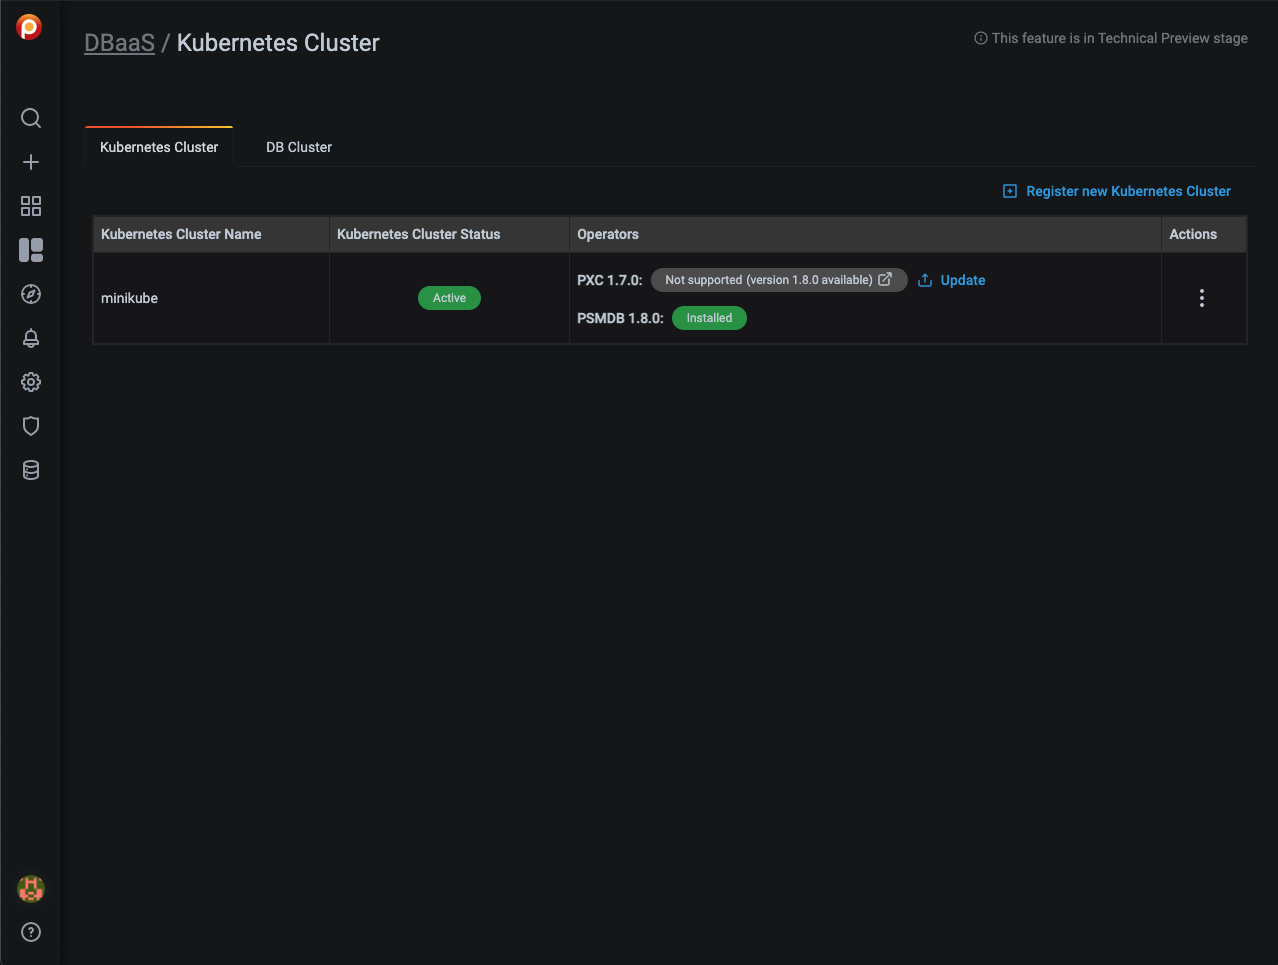 DBaaS / Kubernetes Cluster
This feature is in Technical Preview stage
Kubernetes Cluster
DB Cluster
Register new Kubernetes Cluster
Kubernetes Cluster Name
Kubernetes Cluster Status
Operators
Actions
minikube
Active
PXC 1.7.0: Not supported (version 1.8.0 available) Update
PSMDB 1.8.0: Installed